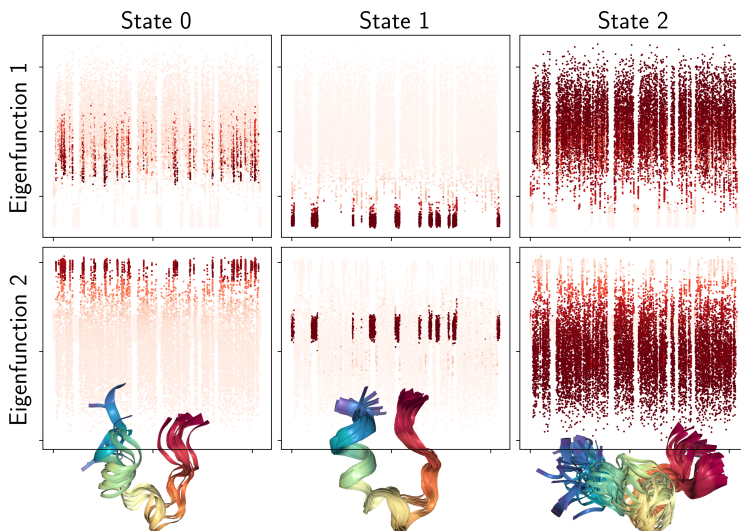 State 0
State 1
State 2
Eigenfunction 1
Eigenfunction 2